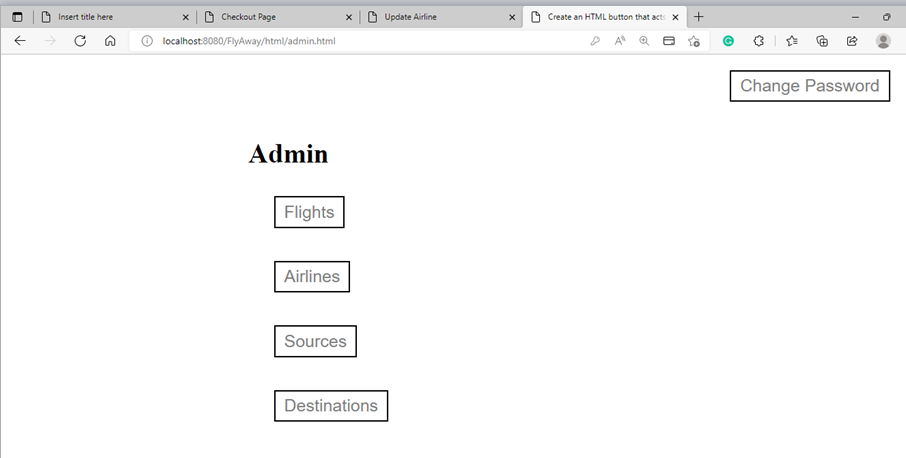 Insert title here
Checkout Page
Update Airline
Create an HTML button that acts
localhost:8080/FlyAway/html/admin.html
Change Password
Admin
Flights
Airlines
Sources
Destinations